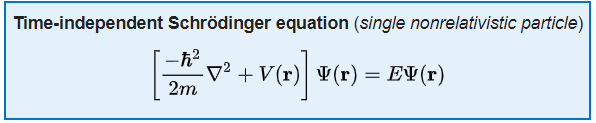 Time-independent Schrödinger equation (single nonrelativistic particle)
[−ħ²/2m ∇² + V(r)] Ψ(r) = EΨ(r)